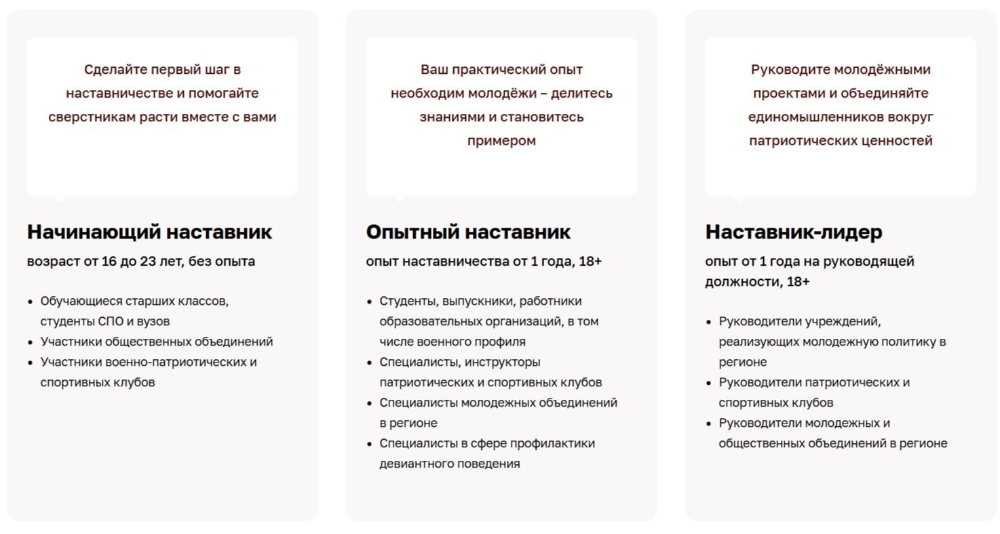 Сделайте первый шаг в
наставничестве и помогайте
сверстникам расти вместе с вами
Начинающий наставник
возраст от 16 до 23 лет, без опыта
• Обучающиеся старших классов,
студенты СПО и вузов
• Участники общественных объединений
• Участники военно-патриотических и
спортивных клубов
Ваш практический опыт
необходим молодёжи – делитесь
знаниями и становитесь
примером
Опытный наставник
опыт наставничества от 1 года, 18+
• Студенты, выпускники, работники
образовательных организаций, в том
числе военного профиля
• Специалисты, инструкторы
патриотических и спортивных клубов
• Специалисты молодежных объединений
в регионе
• Специалисты в сфере профилактики
девиантного поведения
Руководите молодёжными
проектами и объединяйте
единомышленников вокруг
патриотических ценностей
Наставник-лидер
опыт от 1 года на руководящей
должности, 18+
• Руководители учреждений,
реализующих молодежную политику в
регионе
• Руководители патриотических и
спортивных клубов
• Руководители молодежных и
общественных объединений в регионе